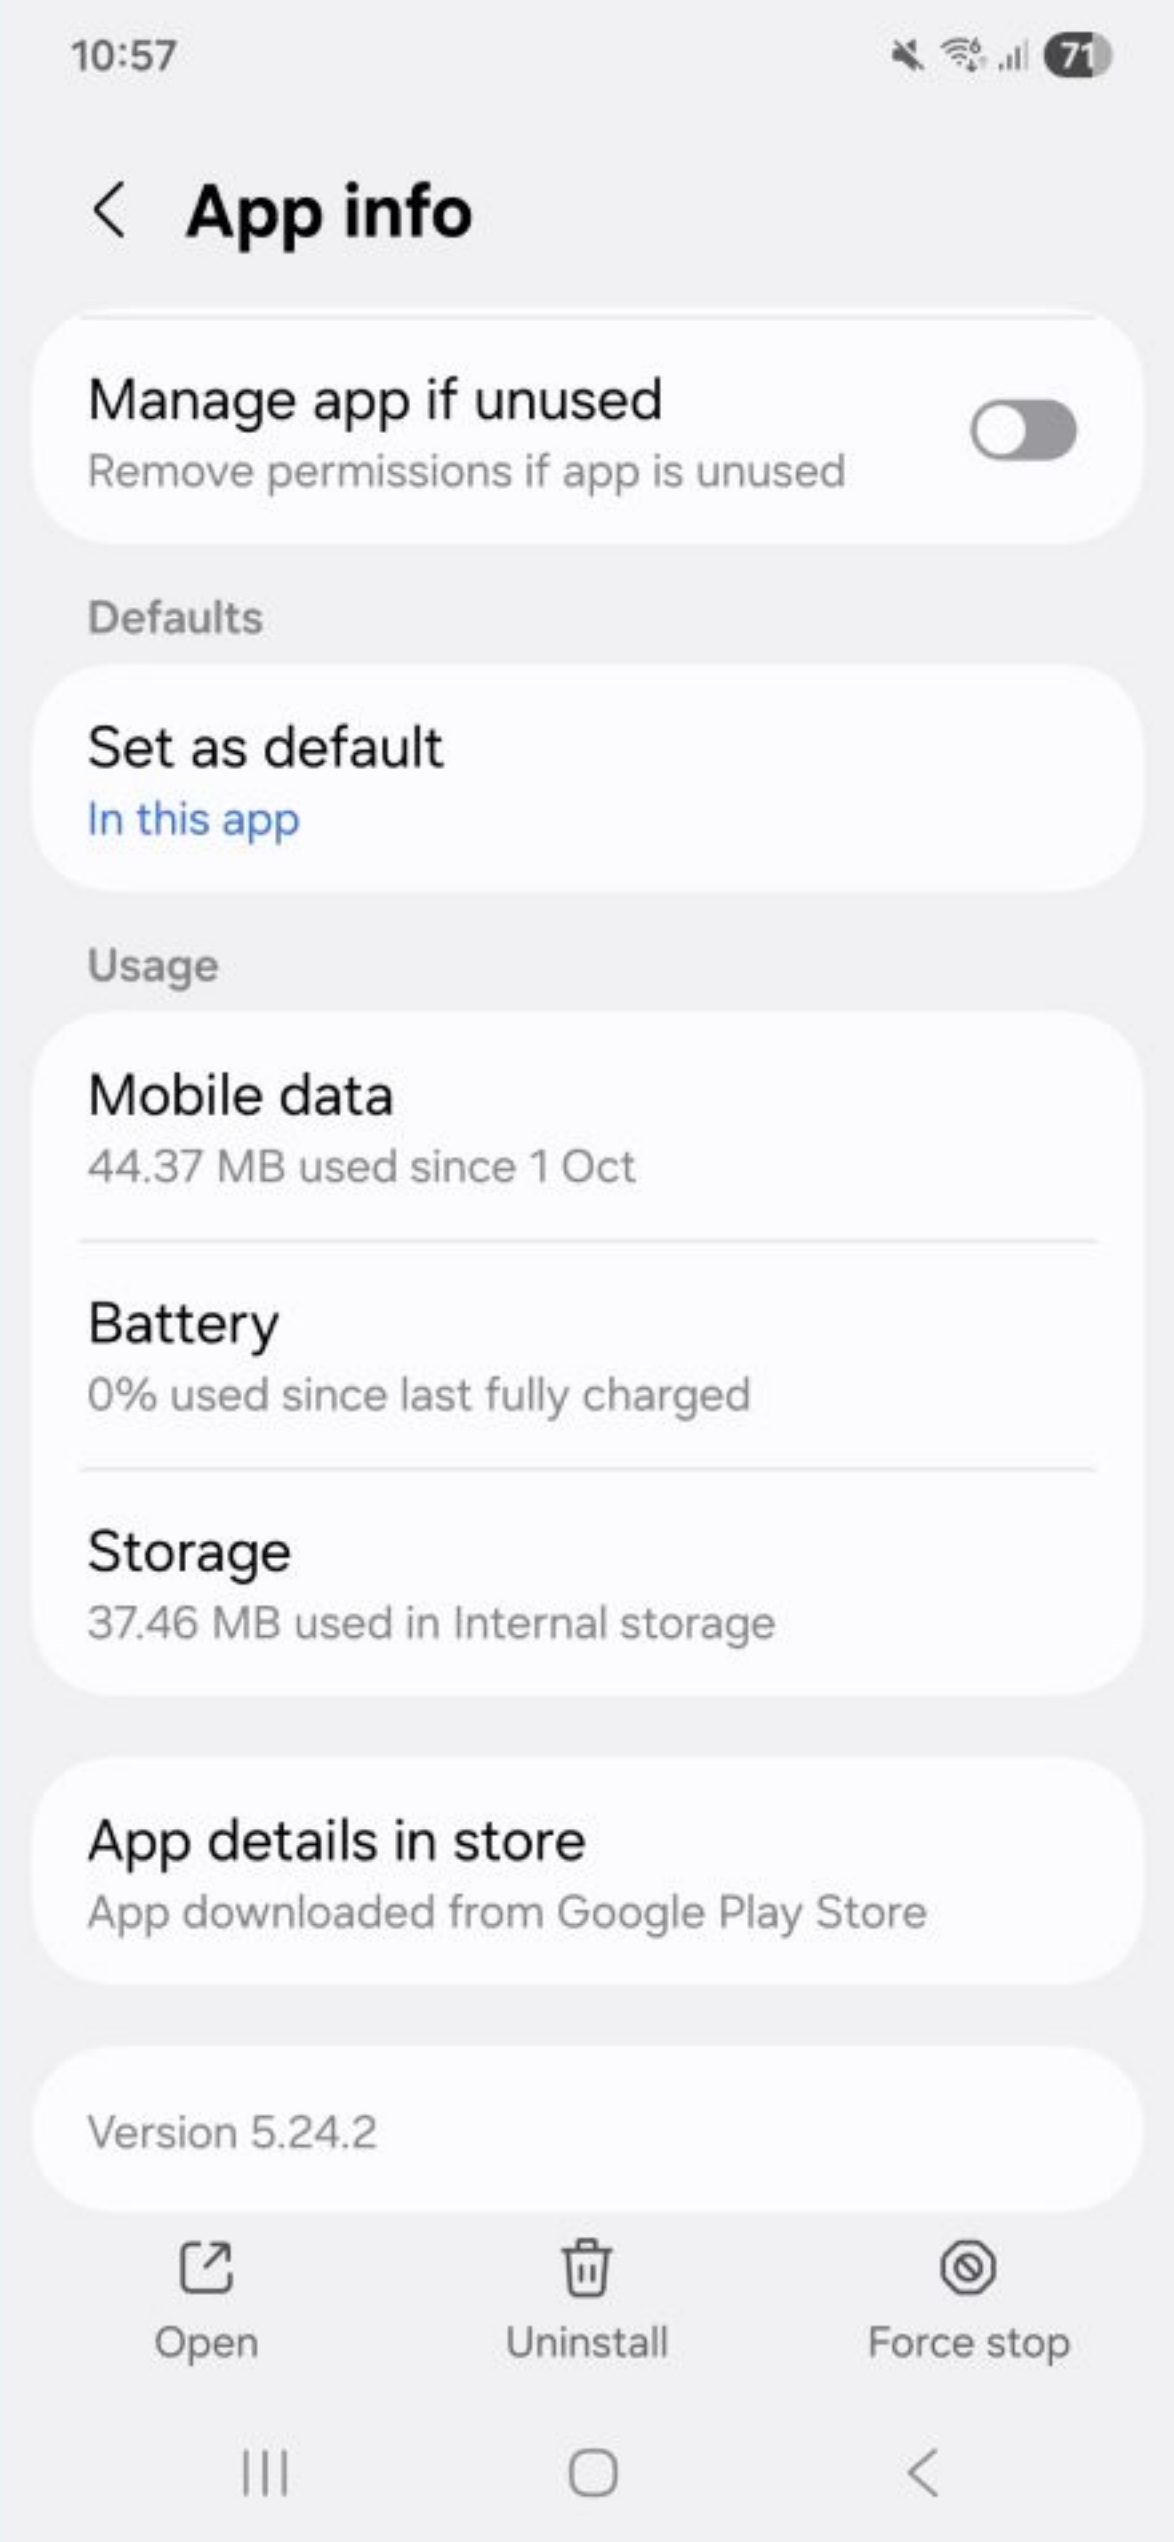 10:57
71
App info
Manage app if unused
Remove permissions if app is unused
Defaults
Set as default
In this app
Usage
Mobile data
44.37 MB used since 1 Oct
Battery
0% used since last fully charged
Storage
37.46 MB used in Internal storage
App details in store
App downloaded from Google Play Store
Version 5.24.2
Open
Uninstall
Force stop